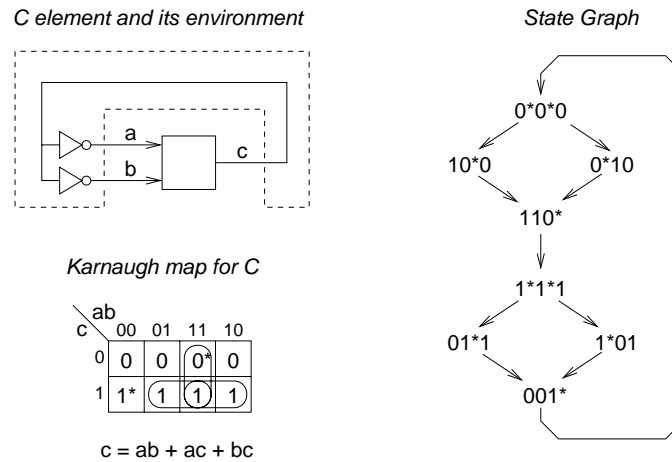 C element and its environment
a
b
c
Karnaugh map for C
ab
c 00 01 11 10
0 0 0 0* 0
1 1* 1 1 1
c = ab + ac + bc
State Graph
0*0*0
10*0 0*10
110*
1*1*1
01*1 1*01
001*